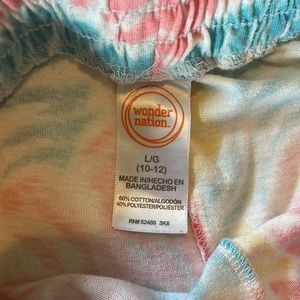 wonder
nation.
L/G
(10-12)
MADE IN/HECHO EN
BANGLADESH
60% COTTON/ALGODÓN
40% POLYESTER/POLIÉSTER
RN# 52469 3K8